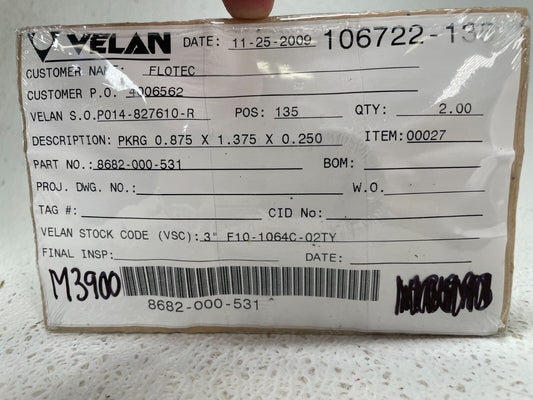 VELAN DATE: 11-25-2009 106722-13
CUSTOMER NAME: FLOTEC
CUSTOMER P.O. 4006562
VELAN S.O.P014-827610-R POS: 135 QTY: 2.00
DESCRIPTION: PKRG 0.875 X 1.375 X 0.250 ITEM: 00027
PART NO.: 8682-000-531 BOM:
PROJ. DWG. NO.: W.O.
TAG #: CID No:
VELAN STOCK CODE (VSC): 3" F10-1064C-02TY
FINAL INSP: DATE:
M3900
8682-000-531